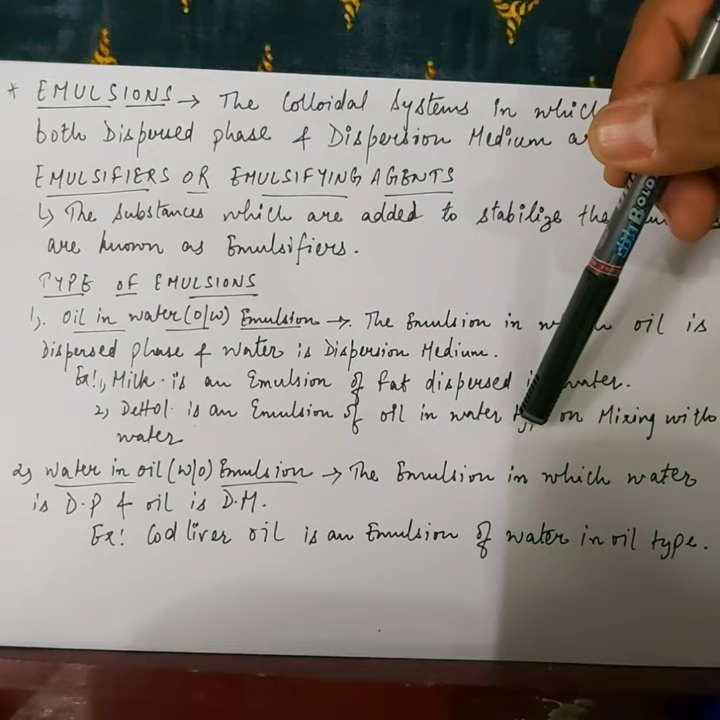 * EMULSIONS → The Colloidal Systems in which
both Dispersed phase & Dispersion Medium
EMULSIFIERS OR EMULSIFYING AGENTS
↳ The substances which are added to stabilize the
are known as Emulsifiers.
TYPE OF EMULSIONS
1). Oil in water (O/W) Emulsion → The Emulsion in oil is
Dispersed phase & water is Dispersion Medium.
Ex!, Milk is an Emulsion of fat dispersed water.
2) Dettol is an Emulsion of oil in water on Mixing with
water
2) Water in oil (W/O) Emulsion → The Emulsion in which water
is D.P & oil is D.M.
Ex! Cod liver oil is an Emulsion of water in oil type.